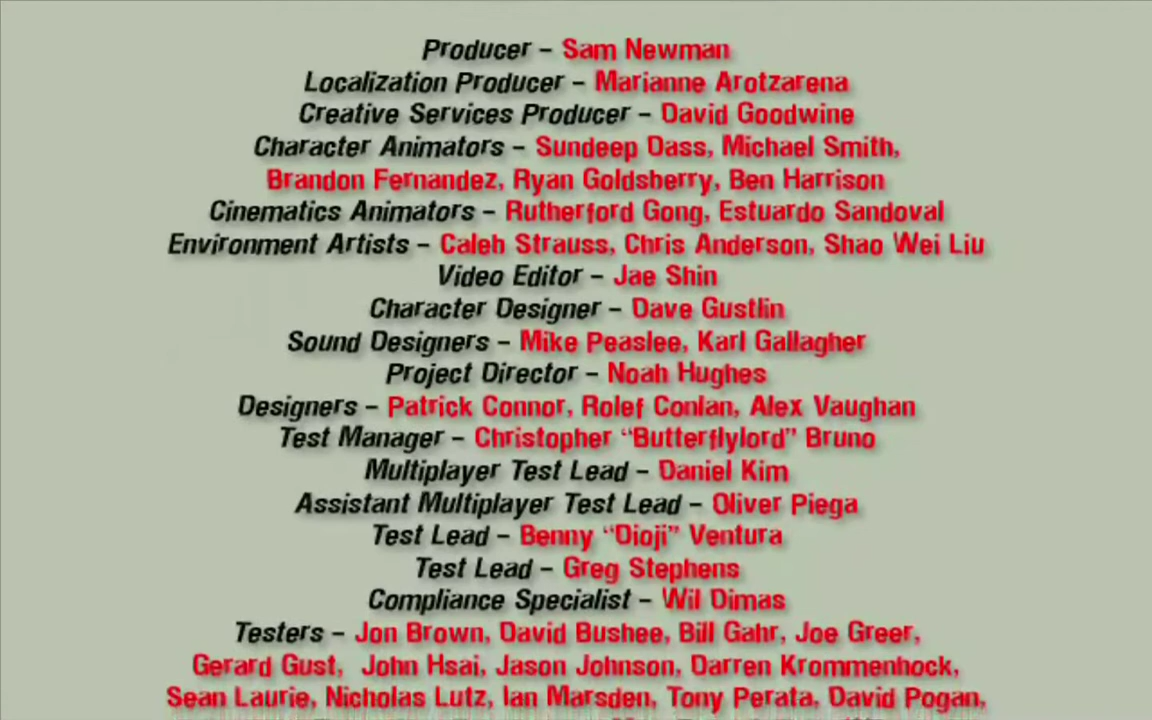 Producer – Sam Newman
Localization Producer – Marianne Arotzarena
Creative Services Producer – David Goodwine
Character Animators – Sundeep Dass, Michael Smith,
Brandon Fernandez, Ryan Goldsberry, Ben Harrison
Cinematics Animators – Rutherford Gong, Estuardo Sandoval
Environment Artists – Caleh Strauss, Chris Anderson, Shao Wei Liu
Video Editor – Jae Shin
Character Designer – Dave Gustlin
Sound Designers – Mike Peaslee, Karl Gallagher
Project Director – Noah Hughes
Designers – Patrick Connor, Rolef Conlan, Alex Vaughan
Test Manager – Christopher “Butterflylord” Bruno
Multiplayer Test Lead – Daniel Kim
Assistant Multiplayer Test Lead – Oliver Piega
Test Lead – Benny “Dioji” Ventura
Test Lead – Greg Stephens
Compliance Specialist – Wil Dimas
Testers – Jon Brown, David Bushee, Bill Gahr, Joe Greer,
Gerard Gust, John Hsai, Jason Johnson, Darren Krommenhock,
Sean Laurie, Nicholas Lutz, Ian Marsden, Tony Perata, David Pogan,